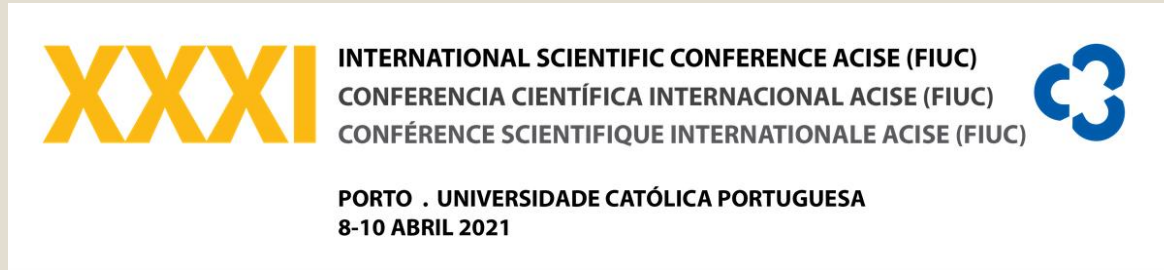 XXXI
INTERNATIONAL SCIENTIFIC CONFERENCE ACISE (FIUC)
CONFERENCIA CIENTÍFICA INTERNACIONAL ACISE (FIUC)
CONFÉRENCE SCIENTIFIQUE INTERNATIONALE ACISE (FIUC)
PORTO . UNIVERSIDADE CATÓLICA PORTUGUESA
8-10 ABRIL 2021